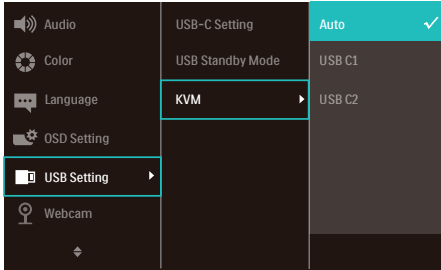 Audio
Color
Language
OSD Setting
USB Setting
Webcam
USB-C Setting
USB Standby Mode
KVM
Auto
USB C1
USB C2